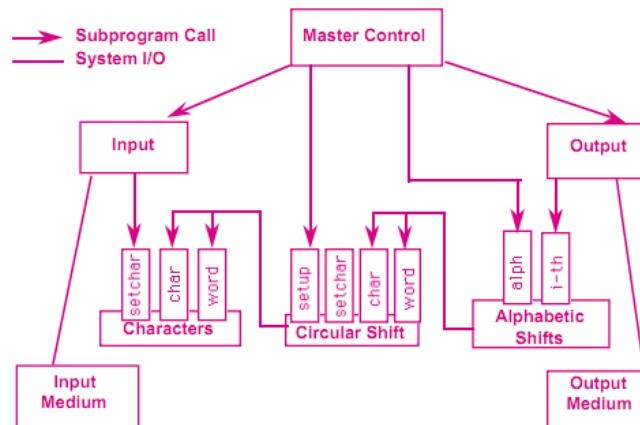 Subprogram Call
System I/O
Master Control
Input
Output
setchar
char
word
setup
setchar
char
word
alph
i-th
Characters
Circular Shift
Alphabetic
Shifts
Input
Medium
Output
Medium